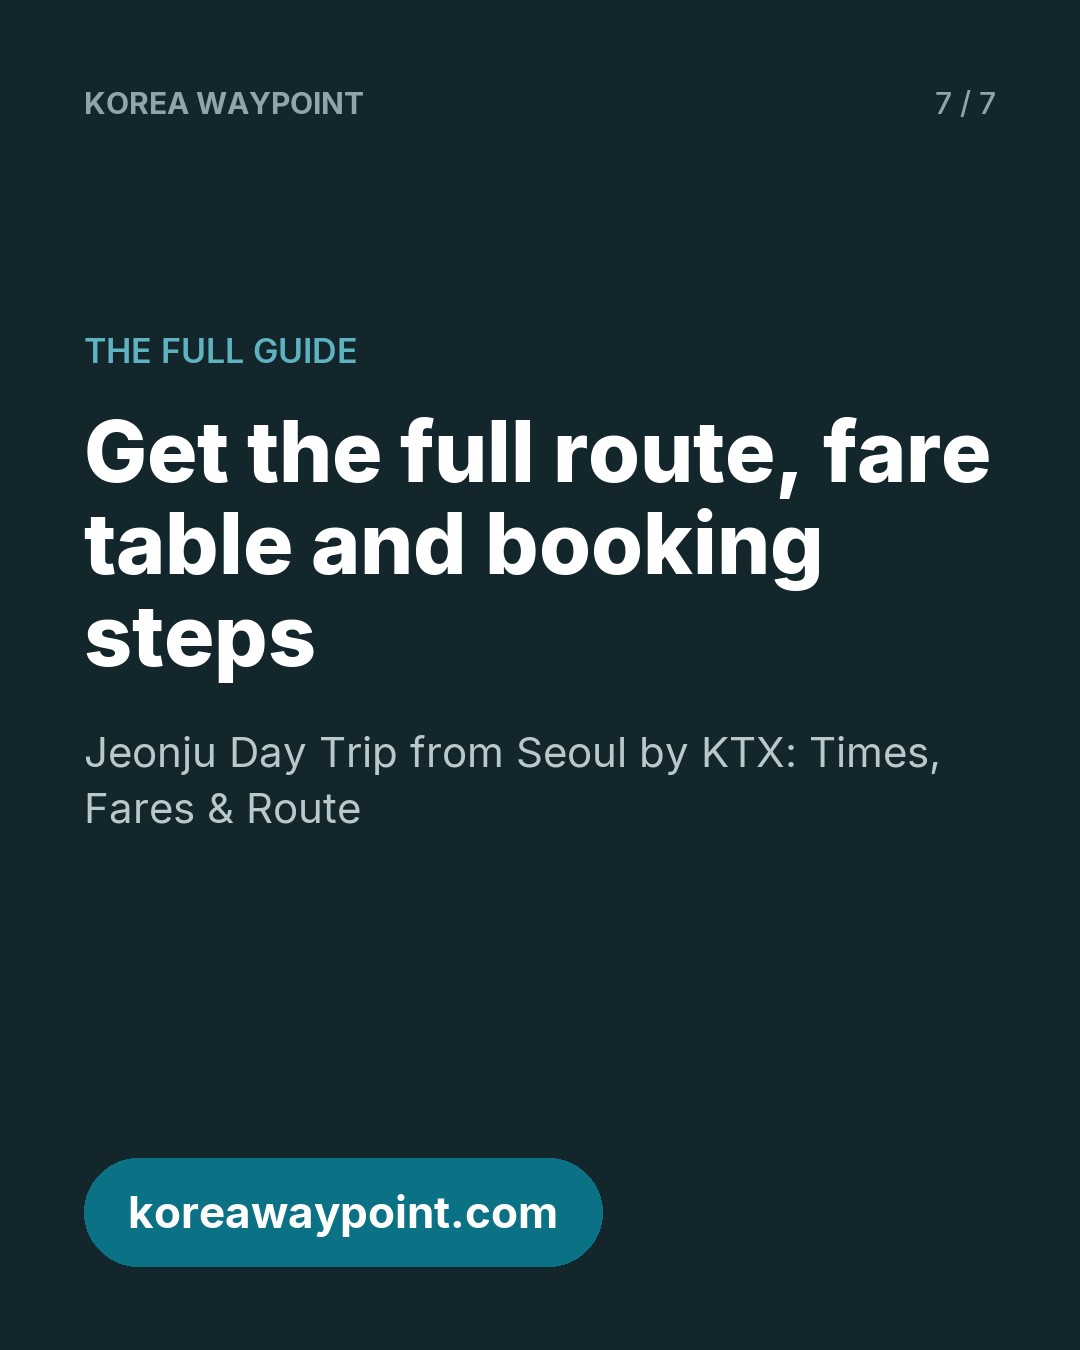 KOREA WAYPOINT
7 / 7
THE FULL GUIDE
Get the full route, fare
table and booking
steps
Jeonju Day Trip from Seoul by KTX: Times,
Fares & Route
koreawaypoint.com